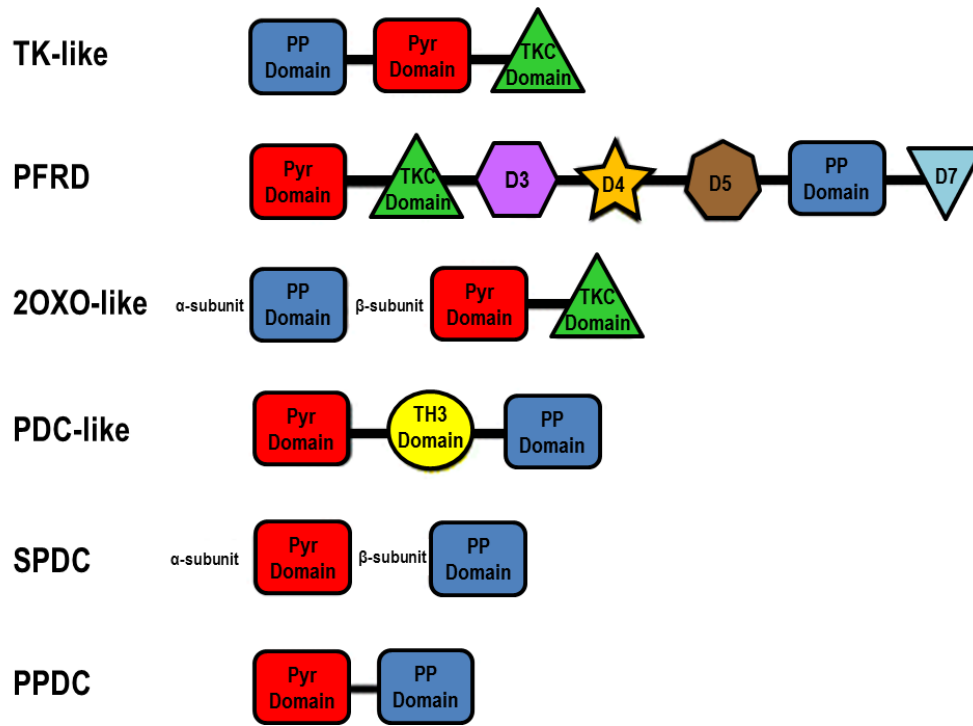 TK-like
PP
Domain
Pyr
Domain
TKC
Domain
PFRD
Pyr
Domain
TKC
Domain
D3
D4
D5
PP
Domain
D7
2OXO-like
α-subunit
PP
Domain
β-subunit
Pyr
Domain
TKC
Domain
PDC-like
Pyr
Domain
TH3
Domain
PP
Domain
SPDC
α-subunit
Pyr
Domain
β-subunit
PP
Domain
PPDC
Pyr
Domain
PP
Domain